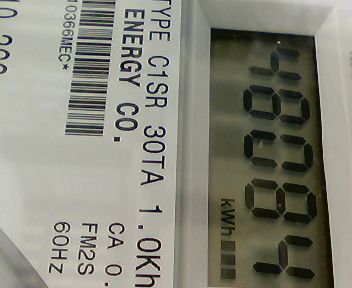 48084
kWh
TYPE C1SR 30TA 1.0Kh
ENERGY CO.
CA 0.
FM2S
10366MEC*
60Hz